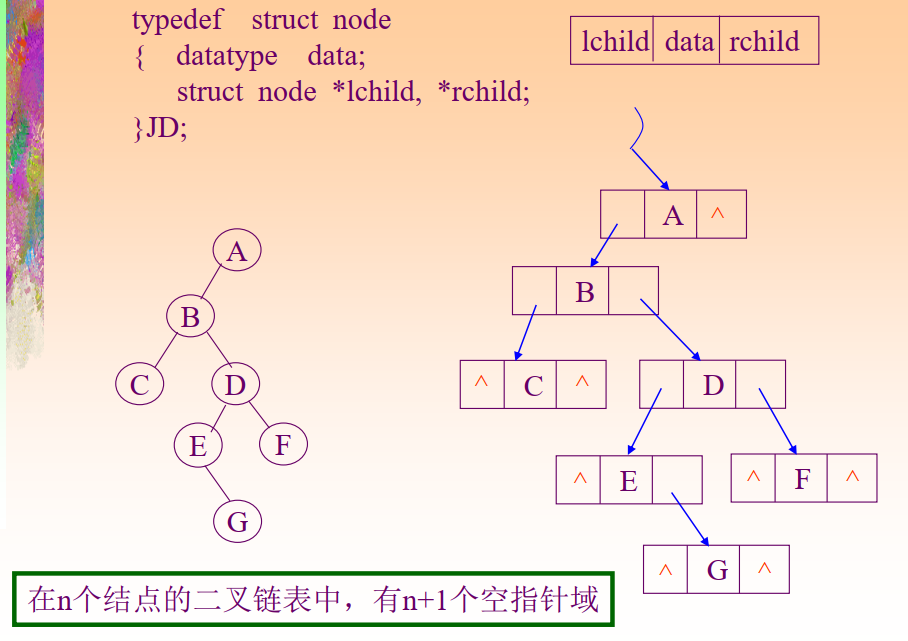 typedef struct node
{ datatype data;
struct node *lchild, *rchild;
}JD;
lchild data rchild
A
B
C D
E F
G
A ^
B
^ C ^ D
^ E ^ F ^
^ G ^
在n个结点的二叉链表中，有n+1个空指针域